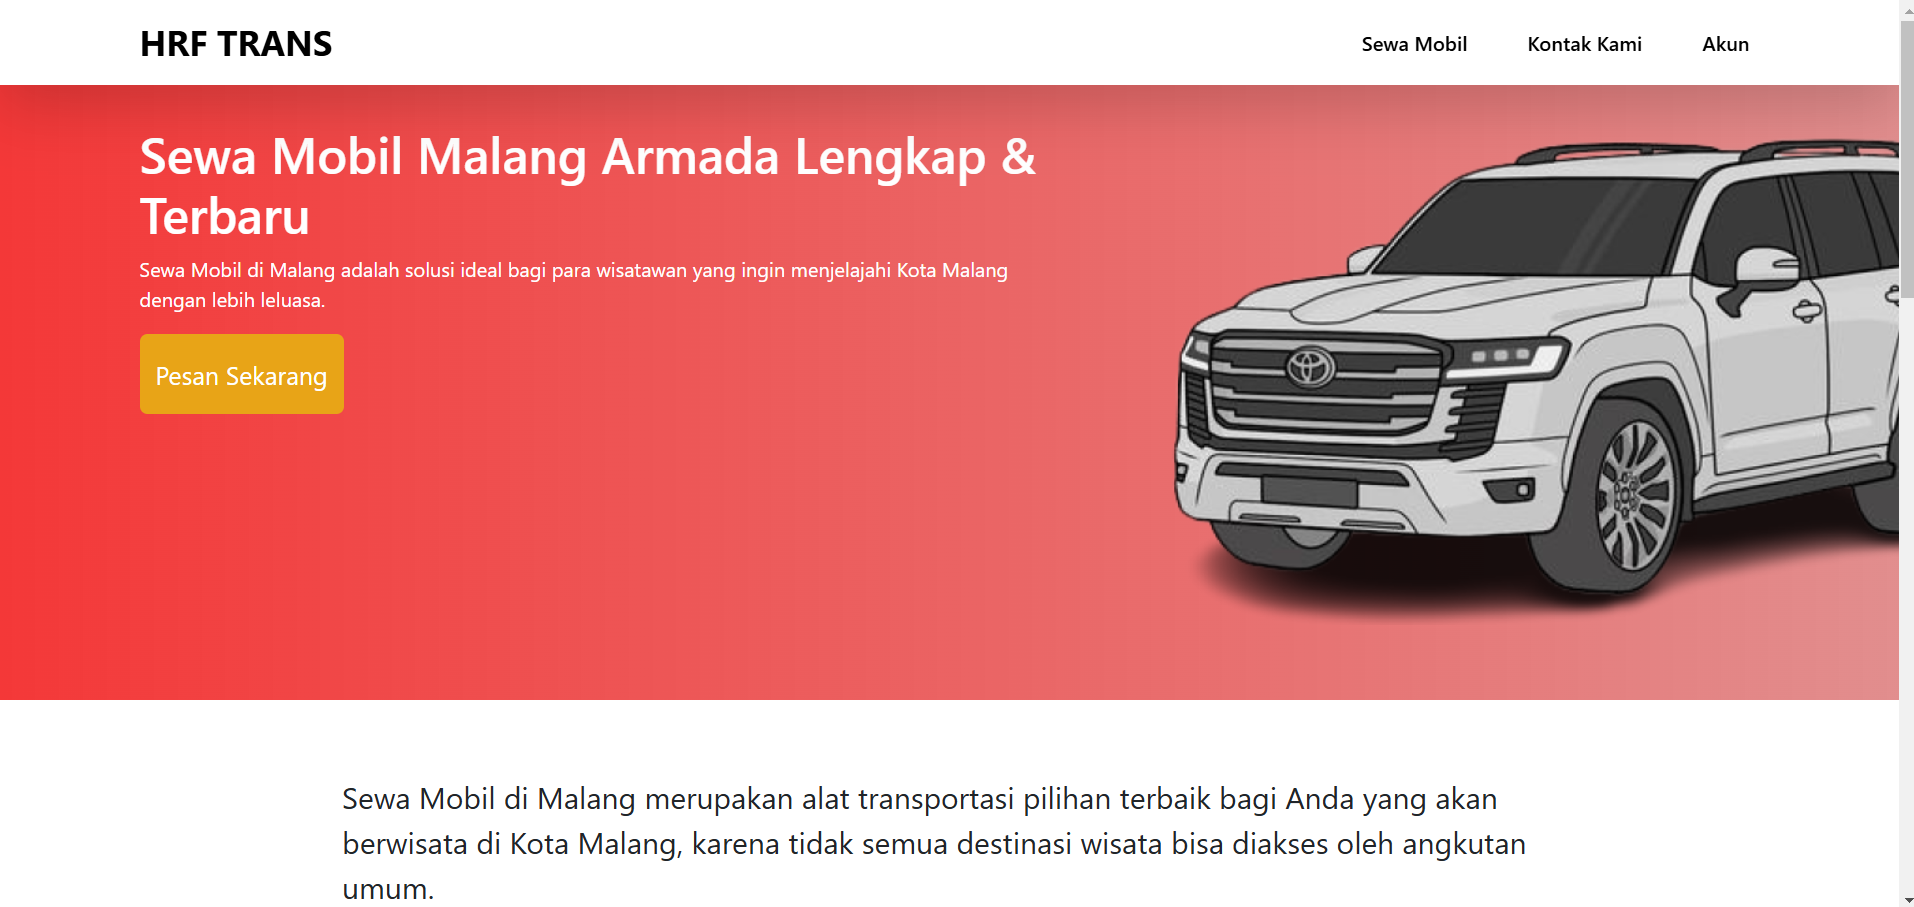 HRF TRANS
Sewa Mobil
Kontak Kami
Akun
Sewa Mobil Malang Armada Lengkap &
Terbaru
Sewa Mobil di Malang adalah solusi ideal bagi para wisatawan yang ingin menjelajahi Kota Malang
dengan lebih leluasa.
Pesan Sekarang
Sewa Mobil di Malang merupakan alat transportasi pilihan terbaik bagi Anda yang akan
berwisata di Kota Malang, karena tidak semua destinasi wisata bisa diakses oleh angkutan
umum.